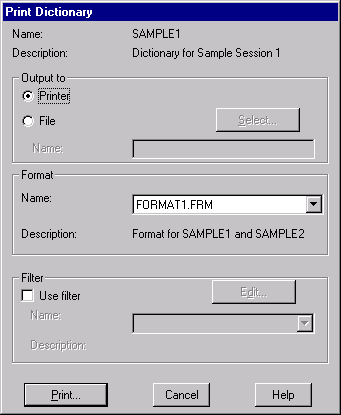 Print Dictionary
Name: SAMPLE1
Description: Dictionary for Sample Session 1
Output to
Printer
File Select...
Name:
Format
Name: FORMAT1.FRM
Description: Format for SAMPLE1 and SAMPLE2
Filter
Use filter Edit...
Name:
Description:
Print... Cancel Help